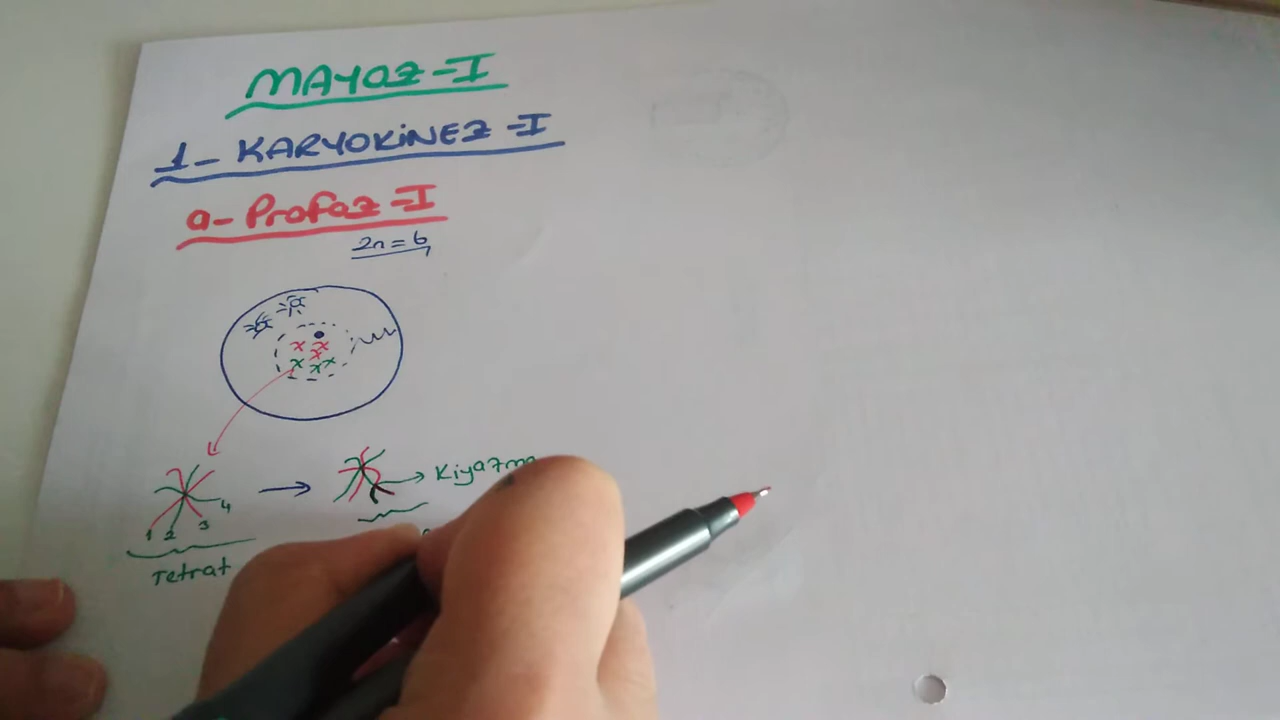 MAYOZ-I
1- KARYOKİNEZ-I
a- Profaz-I
2n=6
Kiyazma
1 2 3 4
Tetrat